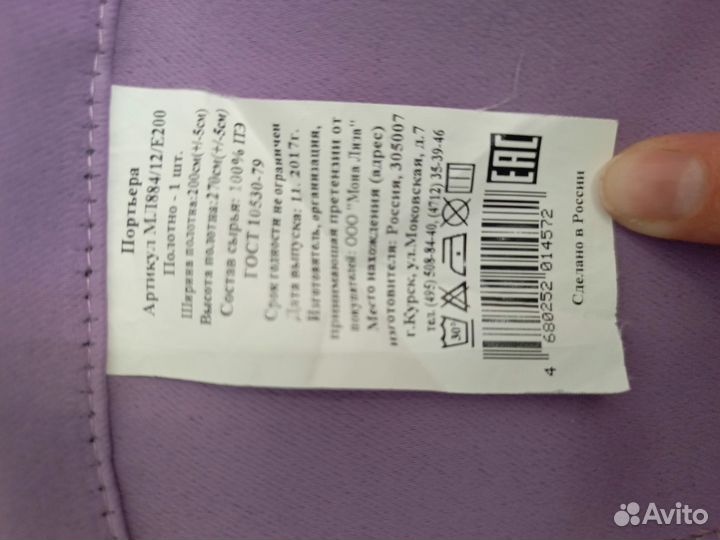 Портьера
Артикул МЛ884/12/Е200
Полотно - 1 шт.
Ширина полотна:200см(+/-5см)
Высота полотна:270см(+/-5см)
Состав сырья: 100% ПЭ
ГОСТ 10530-79
Срок годности не ограничен
Дата выпуска: 11. 2017г.
Изготовитель, организация,
принимающая претензии от
покупателей: ООО "Мона Лиза"
Место нахождения (адрес)
изготовителя: Россия, 305007
г.Курск, ул.Моковская, д.7
тел. (495) 508-84-40, (4712) 35-39-46
30°
ЕАС
4 680252 014572
Сделано в России
Avito